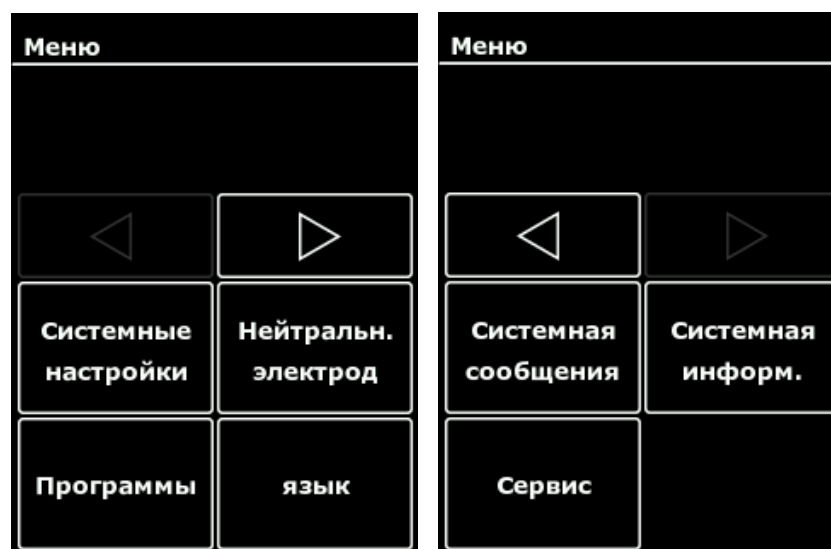 Меню
Системные
настройки
Нейтральн.
электрод
Программы
язык
Меню
Системная
сообщения
Системная
информ.
Сервис